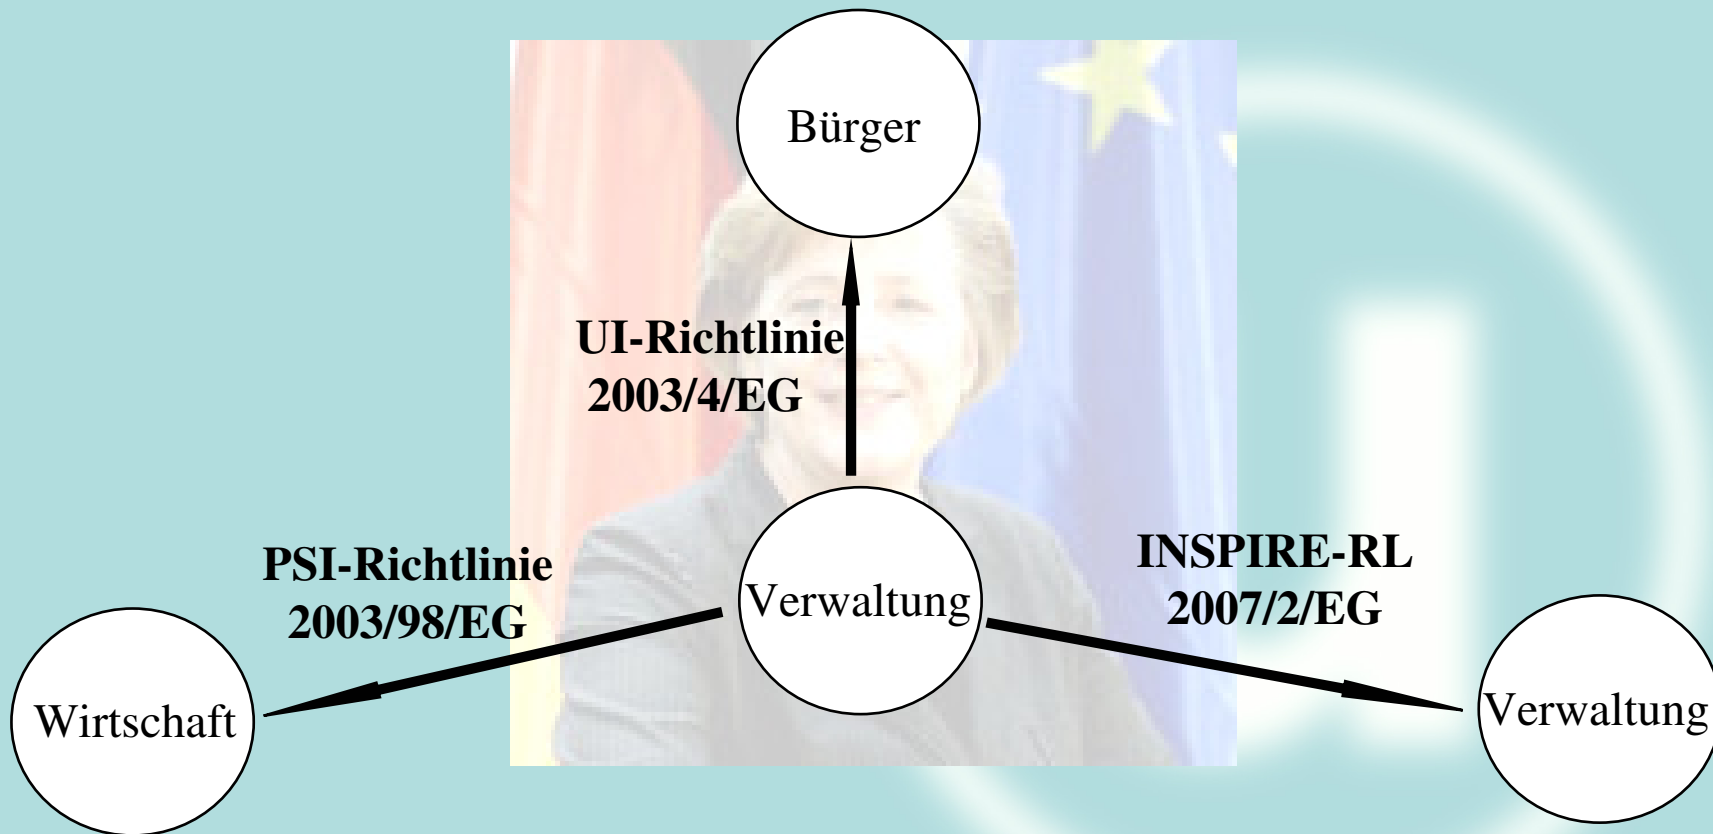 Bürger
UI-Richtlinie
2003/4/EG
PSI-Richtlinie
2003/98/EG
Verwaltung
INSPIRE-RL
2007/2/EG
Wirtschaft
Verwaltung